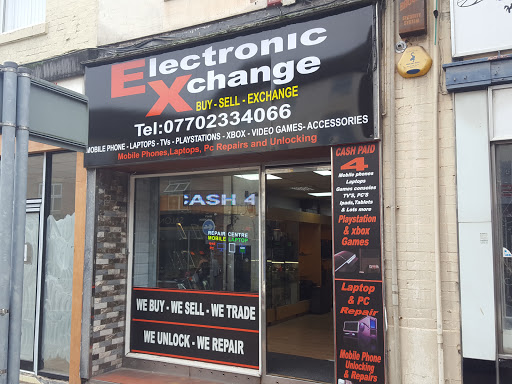 Electronic
Xchange
BUY - SELL - EXCHANGE
Tel:07702334066
MOBILE PHONE - LAPTOPS - TVs - PLAYSTATIONS - XBOX - VIDEO GAMES- ACCESSORIES
Mobile Phones,Laptops, Pc Repairs and Unlocking
CASH 4
REPAIR CENTRE
MOBILE LAPTOP
WE BUY - WE SELL - WE TRADE
WE UNLOCK - WE REPAIR
CASH PAID
4
Mobile phones
Laptops
Games consoles
TV'S, PC'S
Ipads,Tablets
& Lots more
Playstation
& xbox
Games
Laptop
& PC
Repair
Mobile Phone
Unlocking
& Repairs